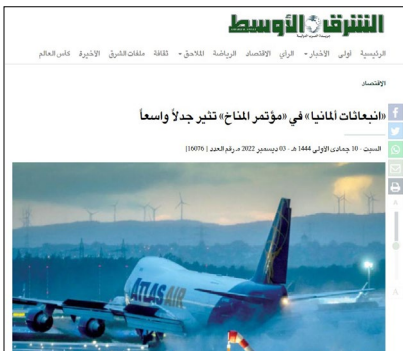 الشرق الأوسط
الرئيسية أولى الأخبار الرأي الاقتصاد الرياضة الملاحق ثقافة ملفات الشرق الأخيرة كاس العالم
الاقتصاد
«انبعاثات ألمانيا» في «مؤتمر المناخ» تثير جدلاً واسعاً
السبت - 10 جمادى الأولى 1444 هـ - 03 ديسمبر 2022 مـ رقم العدد [16076]
ATLAS AIR